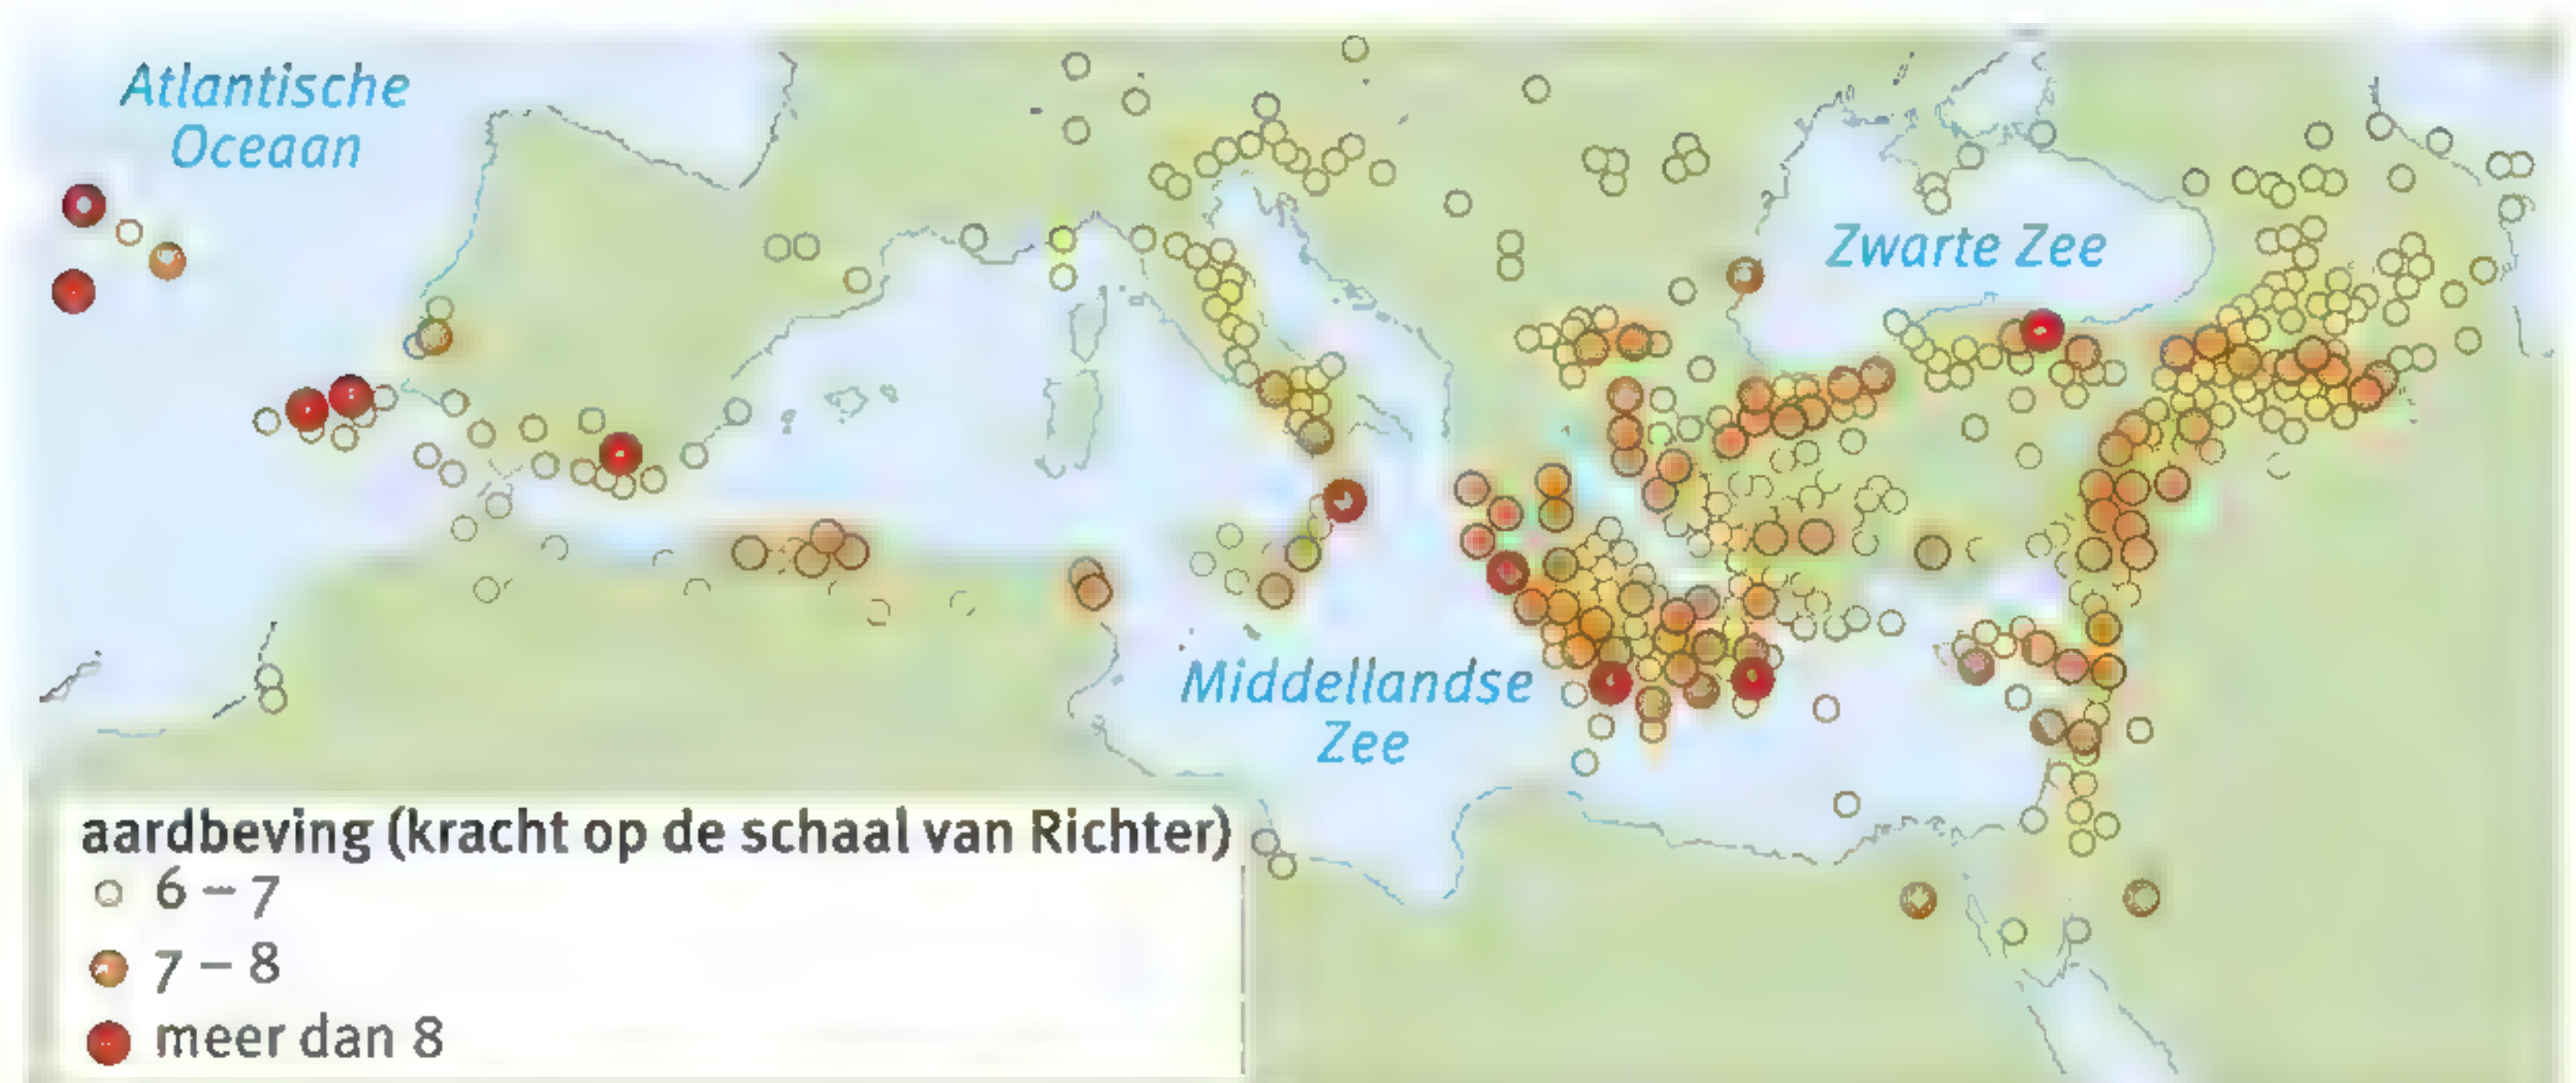 Atlantische
Oceaan
Zwarte Zee
Middellandse
Zee
aardbeving (kracht op de schaal van Richter)
6 – 7
7 – 8
meer dan 8